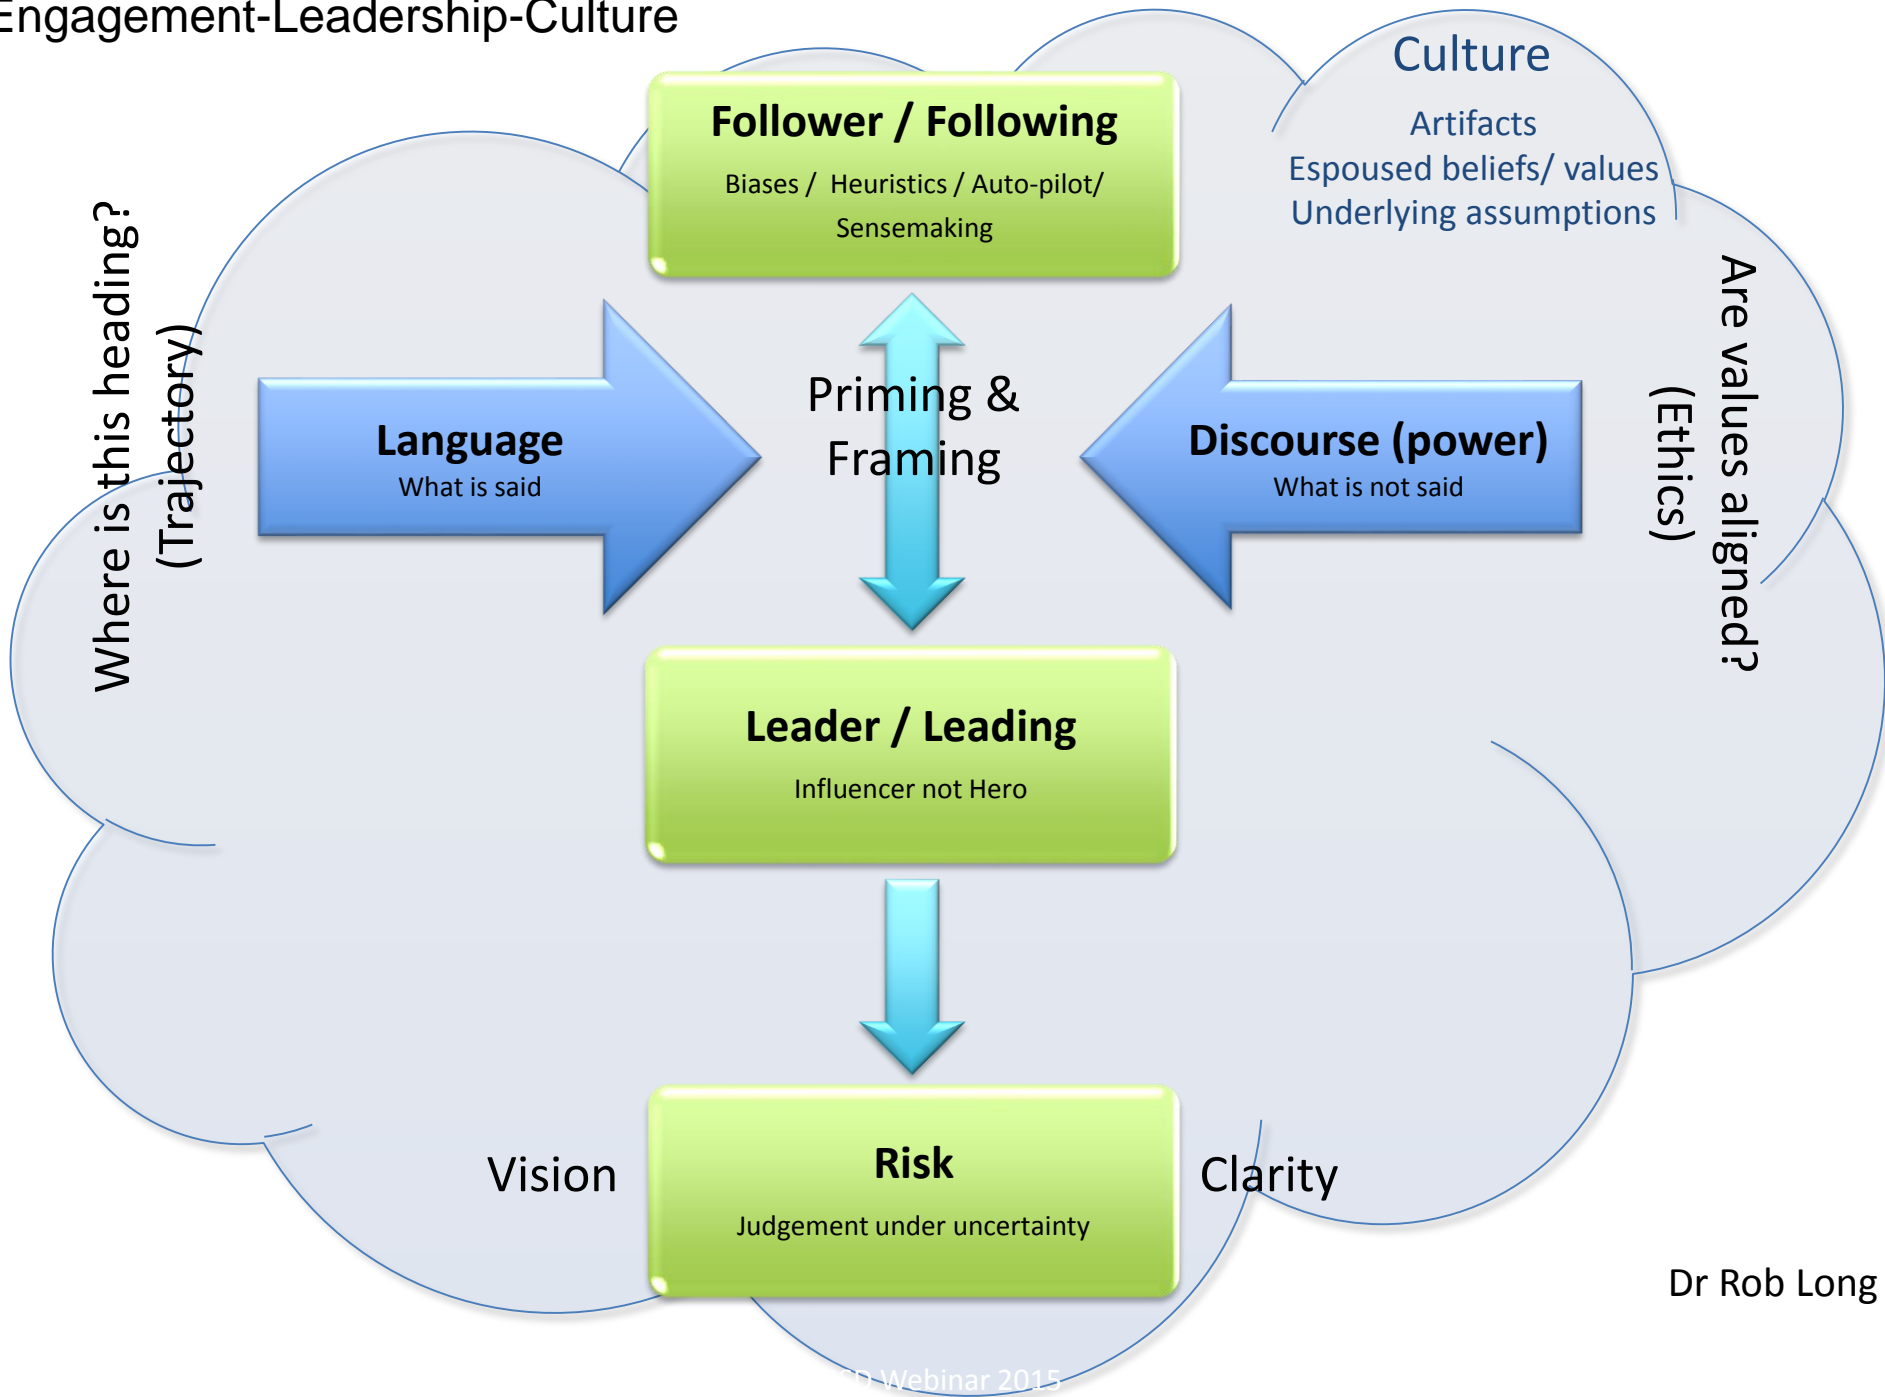 Engagement-Leadership-Culture
Culture
Artifacts
Espoused beliefs/ values
Underlying assumptions
Follower / Following
Biases / Heuristics / Auto-pilot/
Sensemaking
Where is this heading?
(Trajectory)
Language
What is said
Priming &
Framing
Discourse (power)
What is not said
Are values aligned?
(Ethics)
Leader / Leading
Influencer not Hero
Vision
Risk
Judgement under uncertainty
Clarity
Dr Rob Long
Webinar 2015